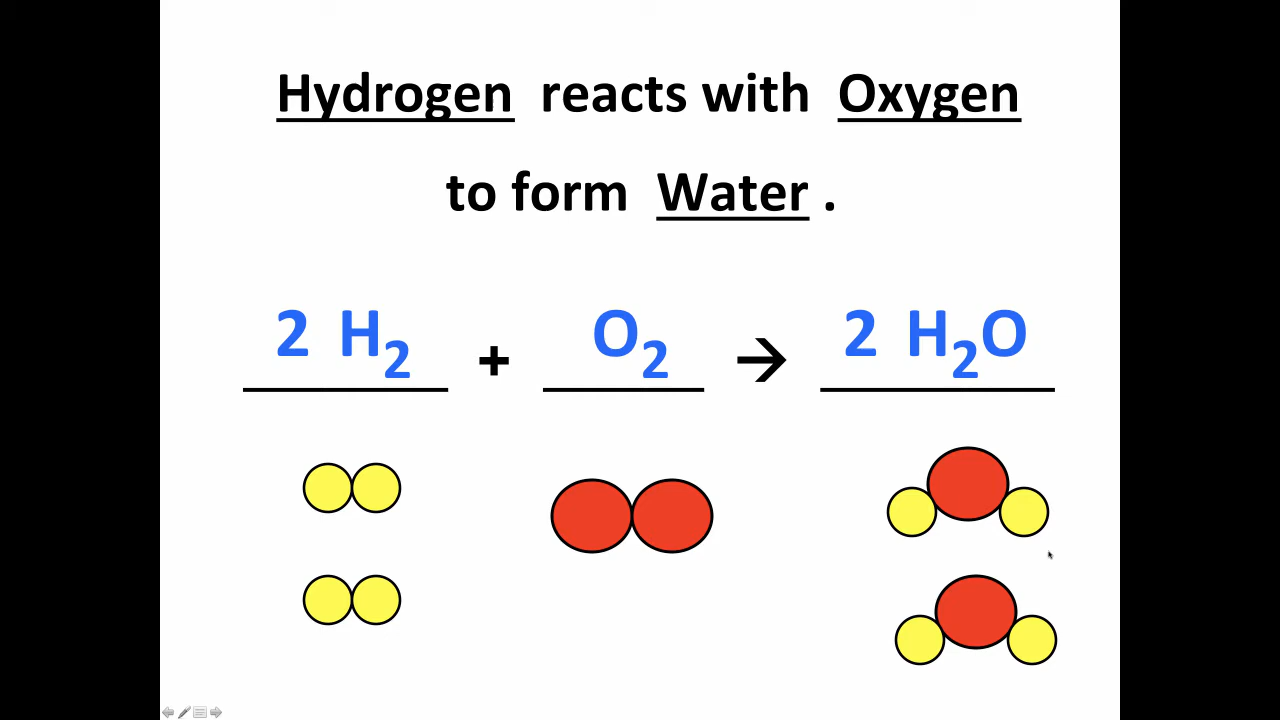 Hydrogen reacts with Oxygen
to form Water .
2 H₂ + O₂ → 2 H₂O